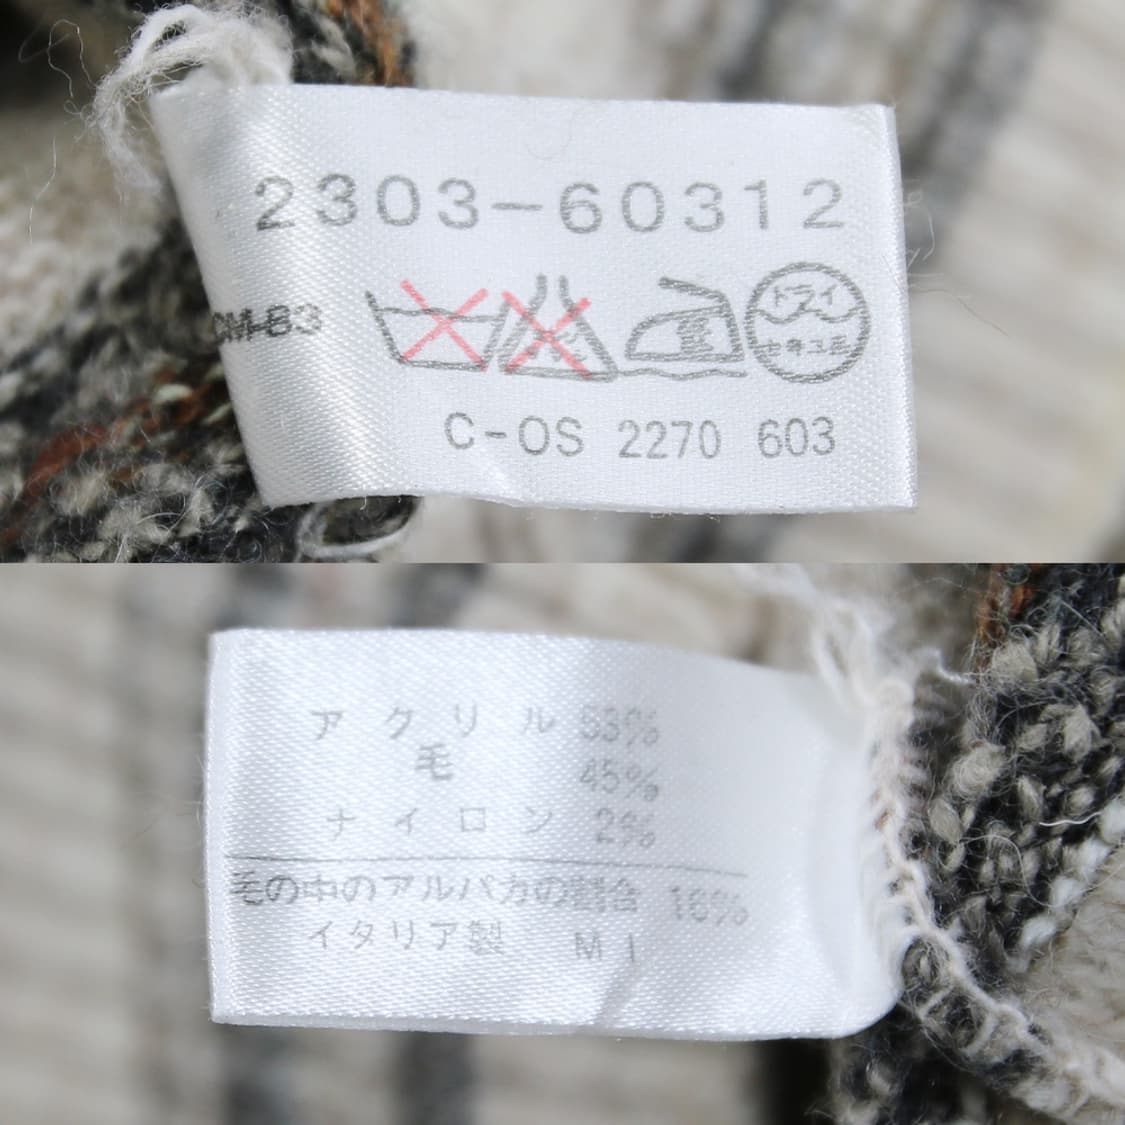 2303-60312
CM-83
ドライ
セキユ系
C-OS 2270 603
アクリル 53%
毛 45%
ナイロン 2%
毛の中のアルパカの割合 16%
イタリア製 MI